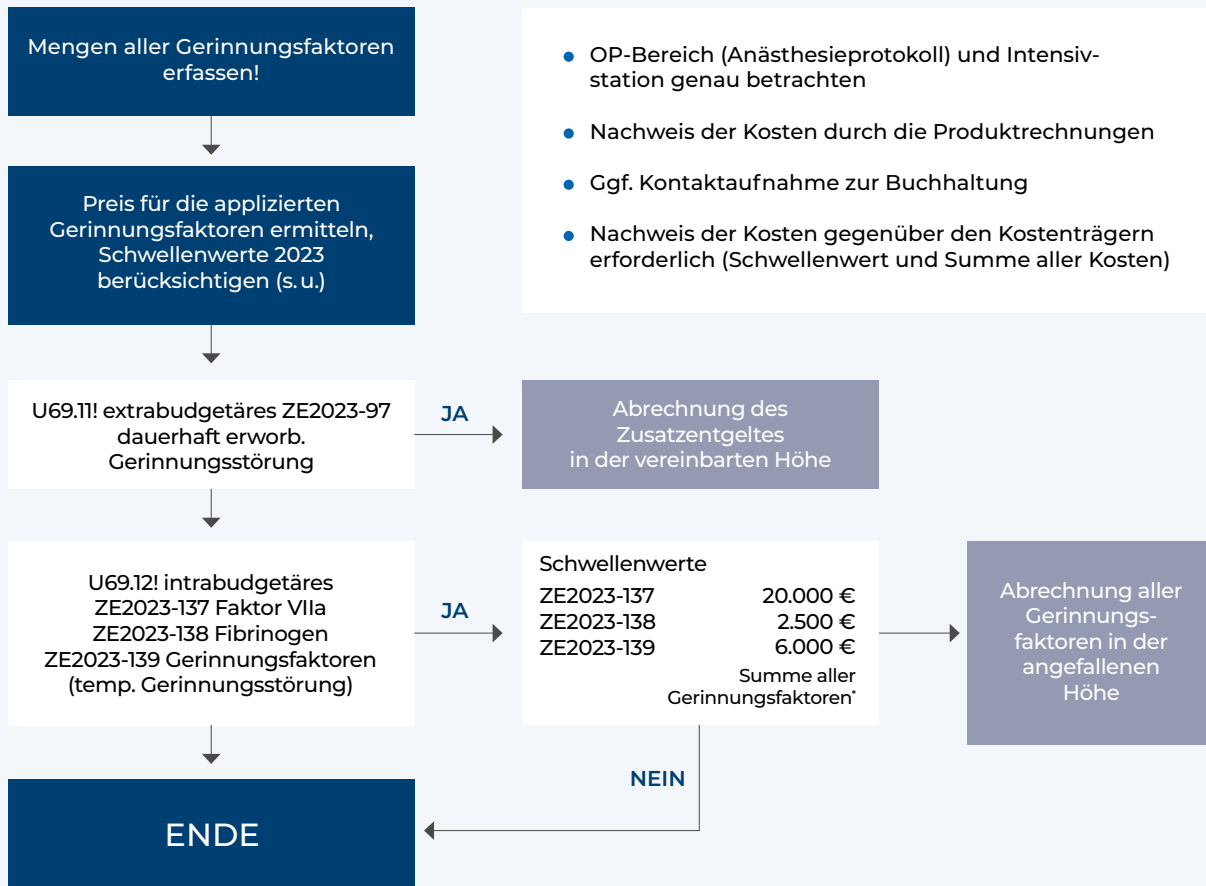 Mengen aller Gerinnungsfaktoren
erfassen!
• OP-Bereich (Anästhesieprotokoll) und Intensiv-
station genau betrachten
• Nachweis der Kosten durch die Produktrechnungen
• Ggf. Kontaktaufnahme zur Buchhaltung
• Nachweis der Kosten gegenüber den Kostenträgern
erforderlich (Schwellenwert und Summe aller Kosten)
Preis für die applizierten
Gerinnungsfaktoren ermitteln,
Schwellenwerte 2023
berücksichtigen (s. u.)
U69.11! extrabudgetäres ZE2023-97
dauerhaft erworb.
Gerinnungsstörung
JA
Abrechnung des
Zusatzentgeltes
in der vereinbarten Höhe
U69.12! intrabudgetäres
ZE2023-137 Faktor VIIa
ZE2023-138 Fibrinogen
ZE2023-139 Gerinnungsfaktoren
(temp. Gerinnungsstörung)
JA
Schwellenwerte
ZE2023-137 20.000 €
ZE2023-138 2.500 €
ZE2023-139 6.000 €
Summe aller
Gerinnungsfaktoren*
Abrechnung aller
Gerinnungs-
faktoren in der
angefallenen
Höhe
NEIN
ENDE